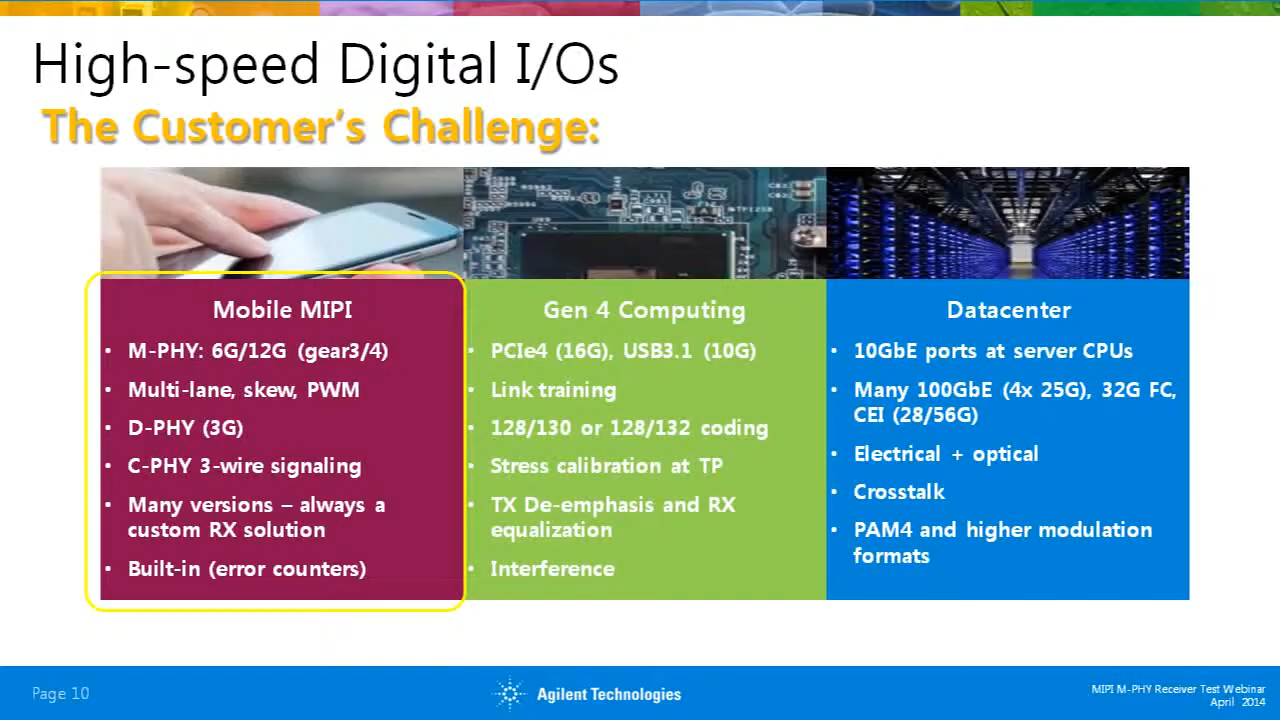 High-speed Digital I/Os
The Customer's Challenge:
Mobile MIPI
• M-PHY: 6G/12G (gear3/4)
• Multi-lane, skew, PWM
• D-PHY (3G)
• C-PHY 3-wire signaling
• Many versions – always a
custom RX solution
• Built-in (error counters)
Gen 4 Computing
• PCIe4 (16G), USB3.1 (10G)
• Link training
• 128/130 or 128/132 coding
• Stress calibration at TP
• TX De-emphasis and RX
equalization
• Interference
Datacenter
• 10GbE ports at server CPUs
• Many 100GbE (4x 25G), 32G FC,
CEI (28/56G)
• Electrical + optical
• Crosstalk
• PAM4 and higher modulation
formats
Page 10
Agilent Technologies
MIPI M-PHY Receiver Test Webinar
April 2014